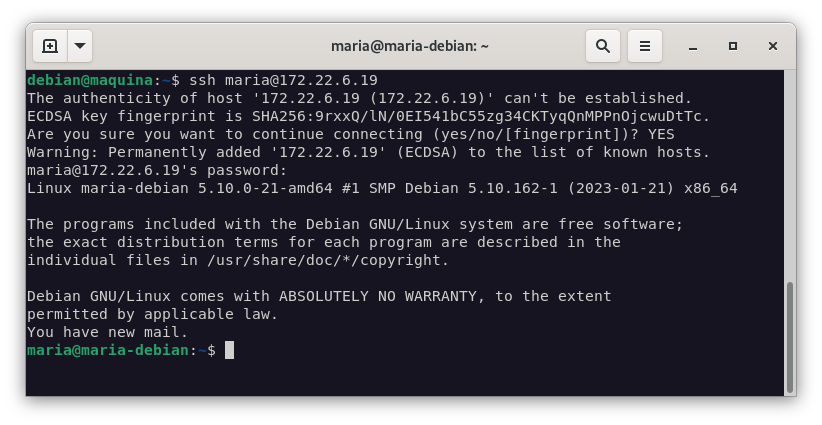 maria@maria-debian: ~
debian@maquina:~$ ssh maria@172.22.6.19
The authenticity of host '172.22.6.19 (172.22.6.19)' can't be established.
ECDSA key fingerprint is SHA256:9rxxQ/lN/0EI541bC55zg34CKTyqQnMPPnOjcwuDtTc.
Are you sure you want to continue connecting (yes/no/[fingerprint])? YES
Warning: Permanently added '172.22.6.19' (ECDSA) to the list of known hosts.
maria@172.22.6.19's password:
Linux maria-debian 5.10.0-21-amd64 #1 SMP Debian 5.10.162-1 (2023-01-21) x86_64
The programs included with the Debian GNU/Linux system are free software;
the exact distribution terms for each program are described in the
individual files in /usr/share/doc/*/copyright.
Debian GNU/Linux comes with ABSOLUTELY NO WARRANTY, to the extent
permitted by applicable law.
You have new mail.
maria@maria-debian:~$